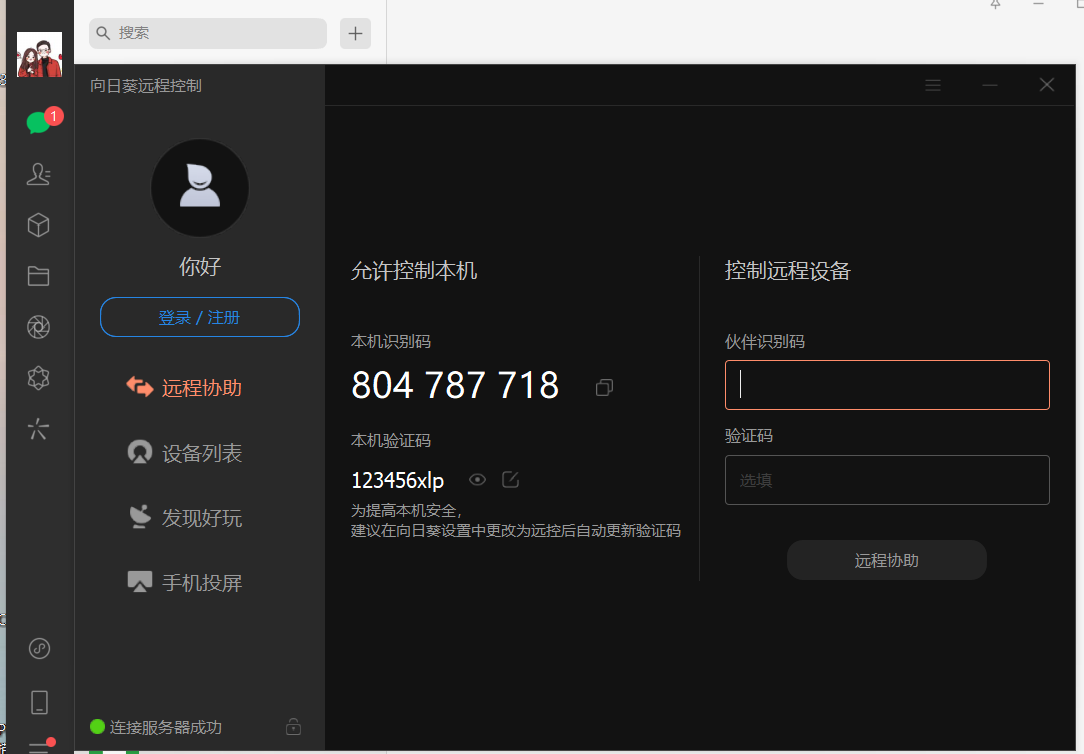 搜索
1
向日葵远程控制
你好
登录 / 注册
远程协助
设备列表
发现好玩
手机投屏
连接服务器成功
允许控制本机
本机识别码
804 787 718
本机验证码
123456xlp
为提高本机安全，
建议在向日葵设置中更改为远控后自动更新验证码
控制远程设备
伙伴识别码
验证码
选填
远程协助